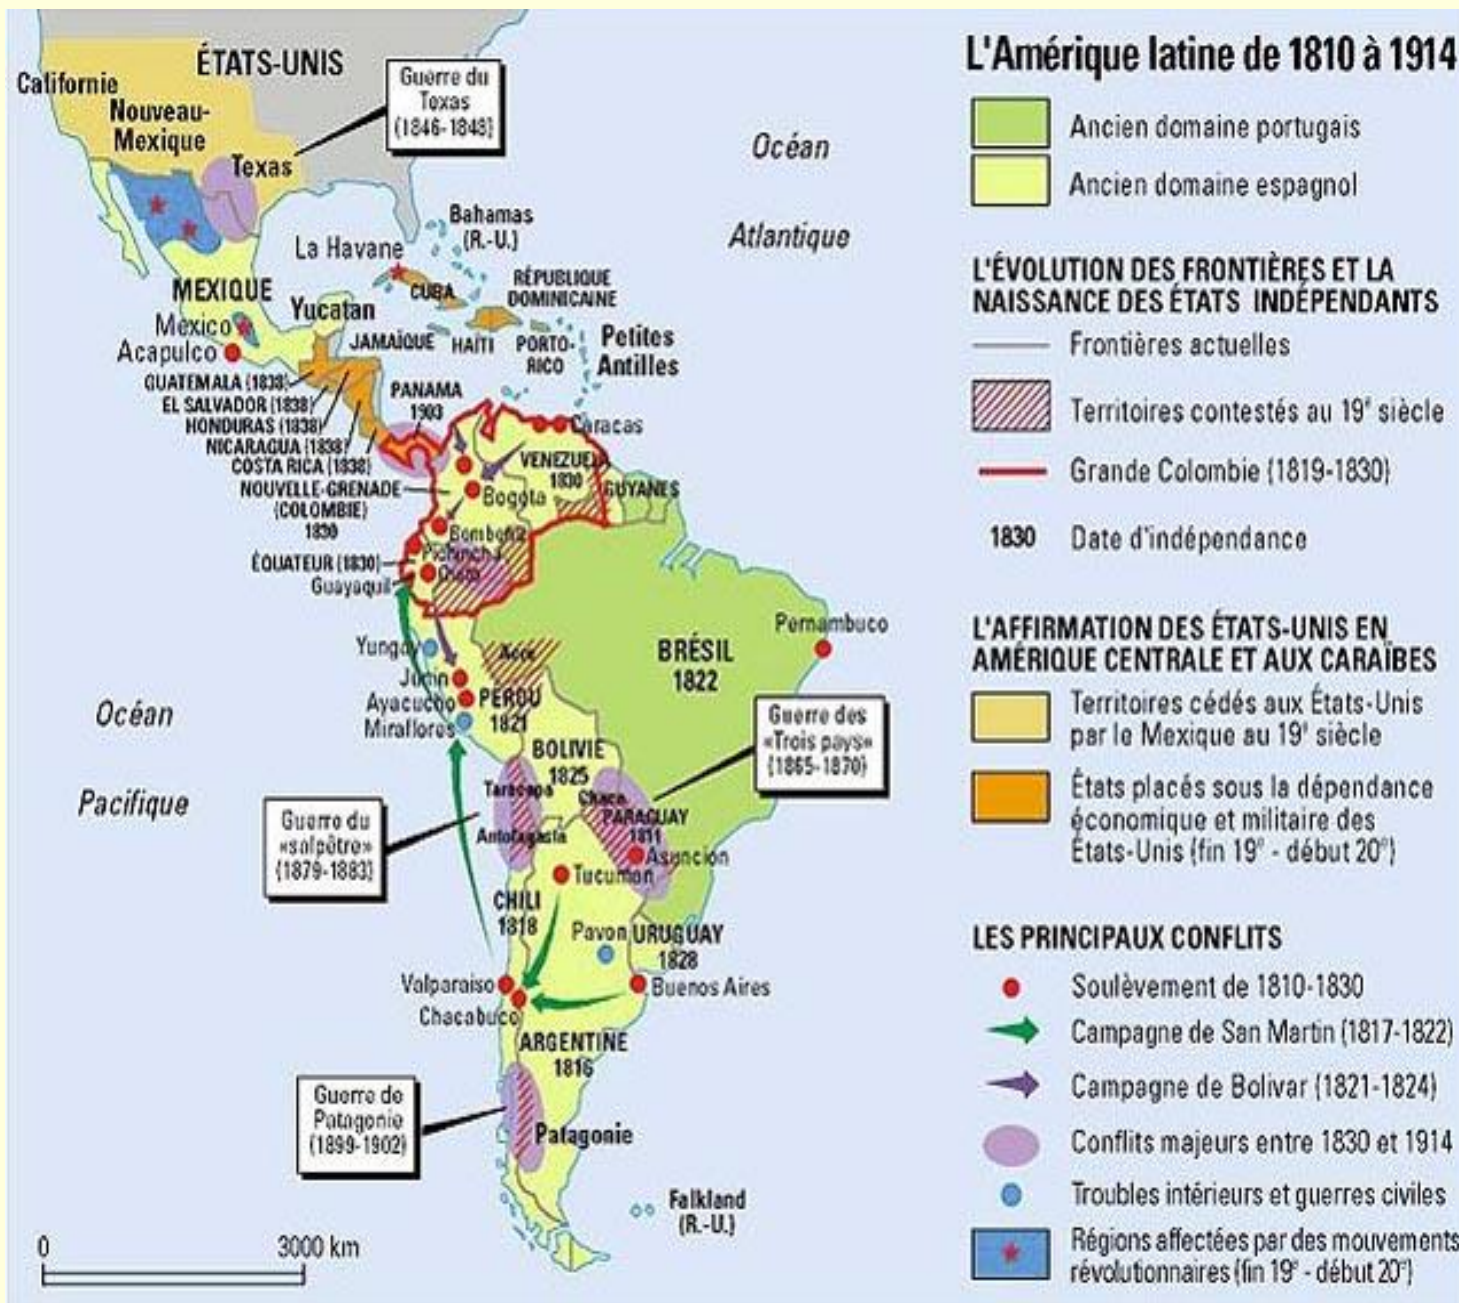 L'Amérique latine de 1810 à 1914
Ancien domaine portugais
Ancien domaine espagnol
L'ÉVOLUTION DES FRONTIÈRES ET LA
NAISSANCE DES ÉTATS INDÉPENDANTS
Frontières actuelles
Territoires contestés au 19e siècle
Grande Colombie (1819-1830)
1830 Date d'indépendance
L'AFFIRMATION DES ÉTATS-UNIS EN
AMÉRIQUE CENTRALE ET AUX CARAÏBES
Territoires cédés aux États-Unis
par le Mexique au 19e siècle
États placés sous la dépendance
économique et militaire des
États-Unis (fin 19e - début 20e)
LES PRINCIPAUX CONFLITS
Soulèvement de 1810-1830
Campagne de San Martin (1817-1822)
Campagne de Bolivar (1821-1824)
Conflits majeurs entre 1830 et 1914
Troubles intérieurs et guerres civiles
Régions affectées par des mouvements
révolutionnaires (fin 19e - début 20e)
ÉTATS-UNIS
Californie
Nouveau-
Mexique
Texas
Guerre du
Texas
(1846-1848)
Océan
Atlantique
Bahamas
(R.-U.)
La Havane
CUBA
RÉPUBLIQUE
DOMINICAINE
MEXIQUE
Yucatan
Mexico
Acapulco
JAMAÏQUE
HAÏTI
PORTO-
RICO
Petites
Antilles
GUATEMALA (1838)
EL SALVADOR (1838)
HONDURAS (1838)
NICARAGUA (1838)
COSTA RICA (1838)
PANAMA
1903
Caracas
VENEZUELA
1830
GUYANES
NOUVELLE-GRENADE
(COLOMBIE)
1830
Bogota
Pichincha
ÉQUATEUR (1830)
Guayaquil
Pernambuco
BRÉSIL
1822
Yungay
Acre
Junin
Ayacucho
PÉROU
1821
Miraflores
Océan
Pacifique
Guerre des
«Trois pays»
(1865-1870)
BOLIVIE
1825
Tarapaca
Chaco
PARAGUAY
1811
Antofagasta
Asuncion
Guerre du
«salpêtre»
(1879-1883)
Tucuman
CHILI
1818
Pavon
URUGUAY
1828
Valparaiso
Buenos Aires
Chacabuco
ARGENTINE
1816
Guerre de
Patagonie
(1899-1902)
Patagonie
Falkland
(R.-U.)
0 3000 km